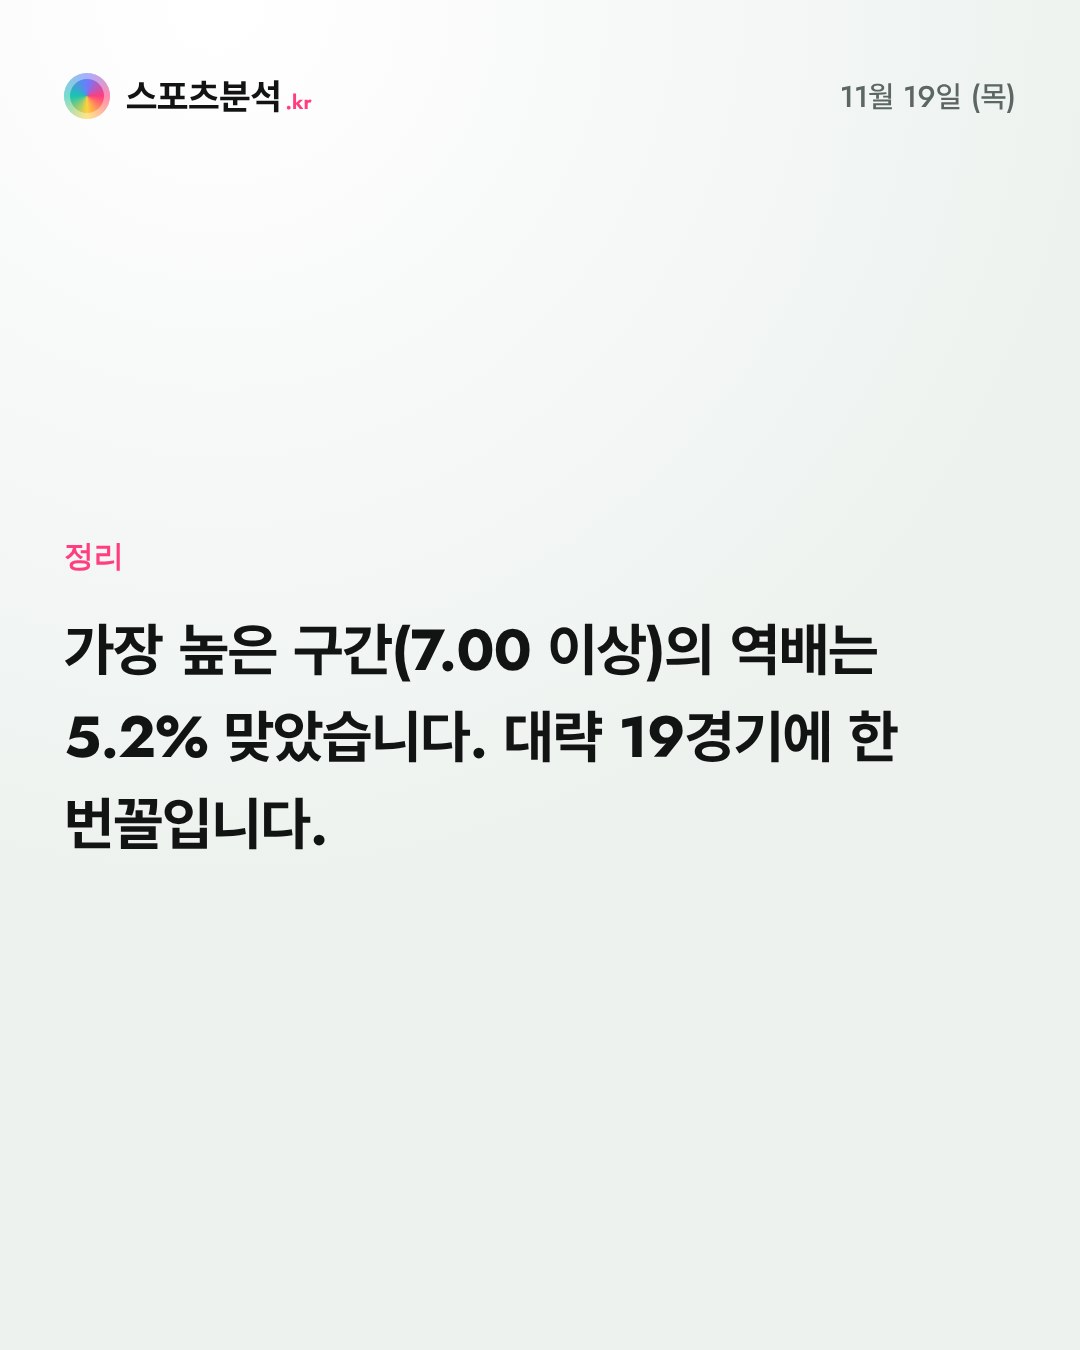 스포츠분석.kr
11월 19일 (목)
정리
가장 높은 구간(7.00 이상)의 역배는
5.2% 맞았습니다. 대략 19경기에 한
번꼴입니다.